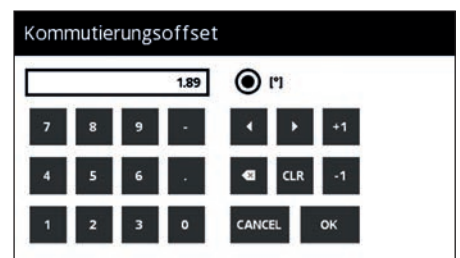 Kommutierungsoffset
1.89 [°]
7 8 9 - +1
4 5 6 . CLR -1
1 2 3 0 CANCEL OK